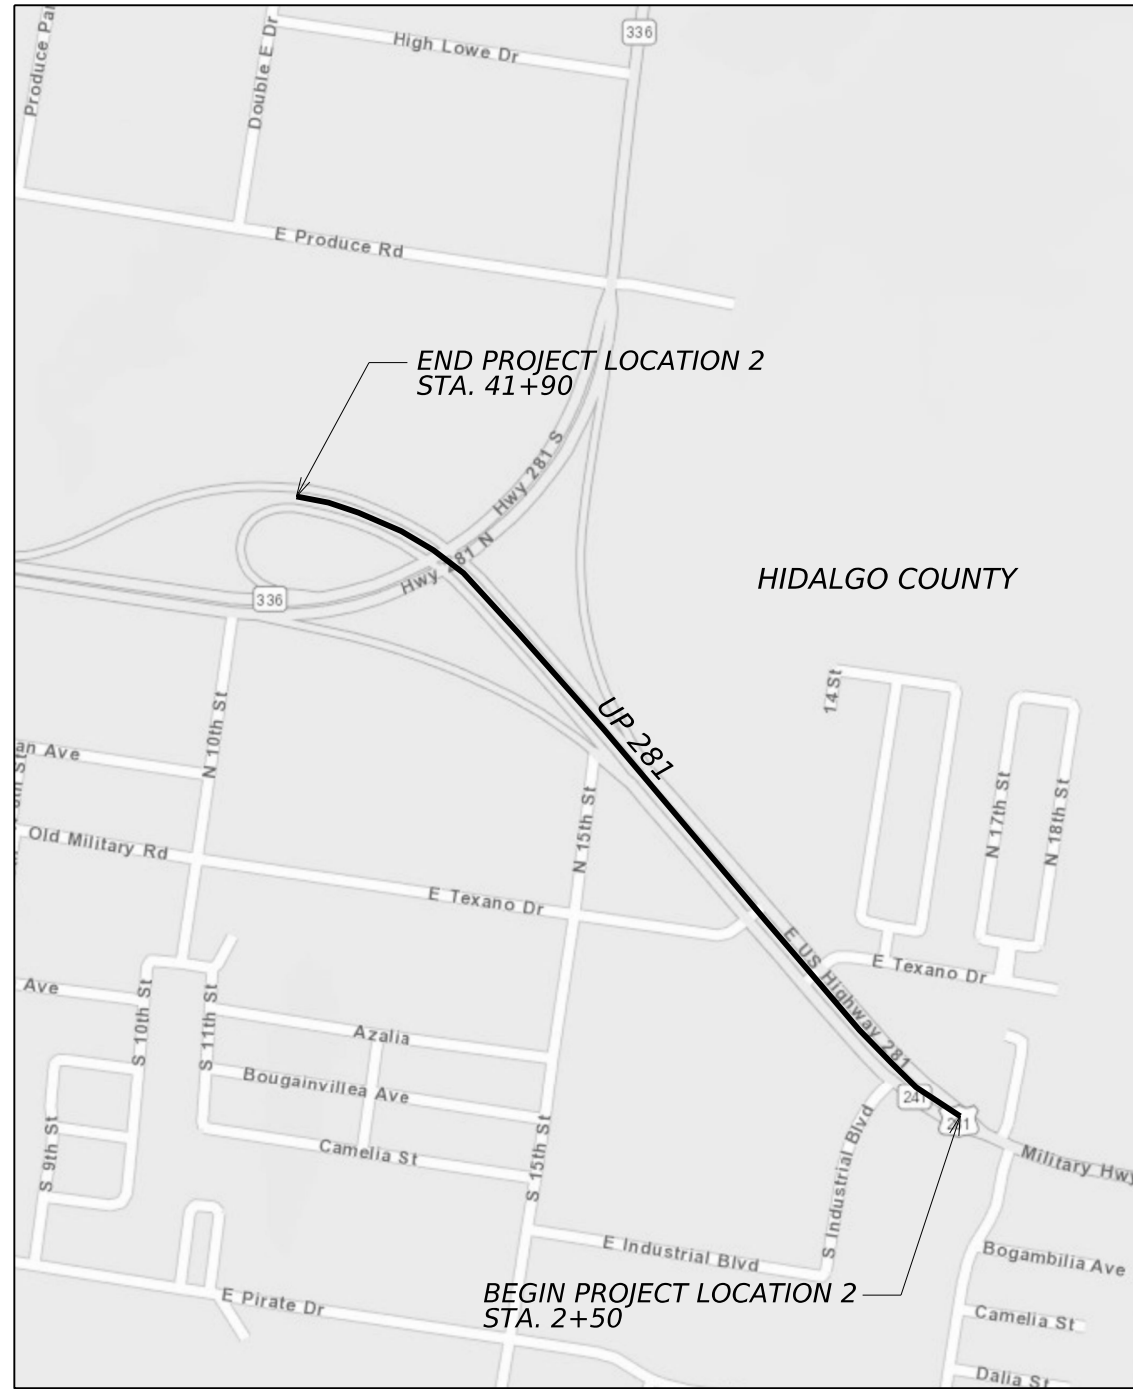 336
High Lowe Dr
Double E Dr
E Produce Rd
END PROJECT LOCATION 2
STA. 41+90
Hwy 281 S
Hwy 281 N
HIDALGO COUNTY
336
14 St
N 10th St
UP 281
an Ave
N 17th St
N 18th St
N 15th St
Old Military Rd
E Texano Dr
E US Highway 281
E Texano Dr
Ave
S 10th St
S 11th St
Azalia
Bougainvillea Ave
241
281
S 9th St
Camelia St
S 15th St
S Industrial Blvd
Military Hwy
E Industrial Blvd
Bogambilia Ave
BEGIN PROJECT LOCATION 2
STA. 2+50
E Pirate Dr
Camelia St
Dalia St